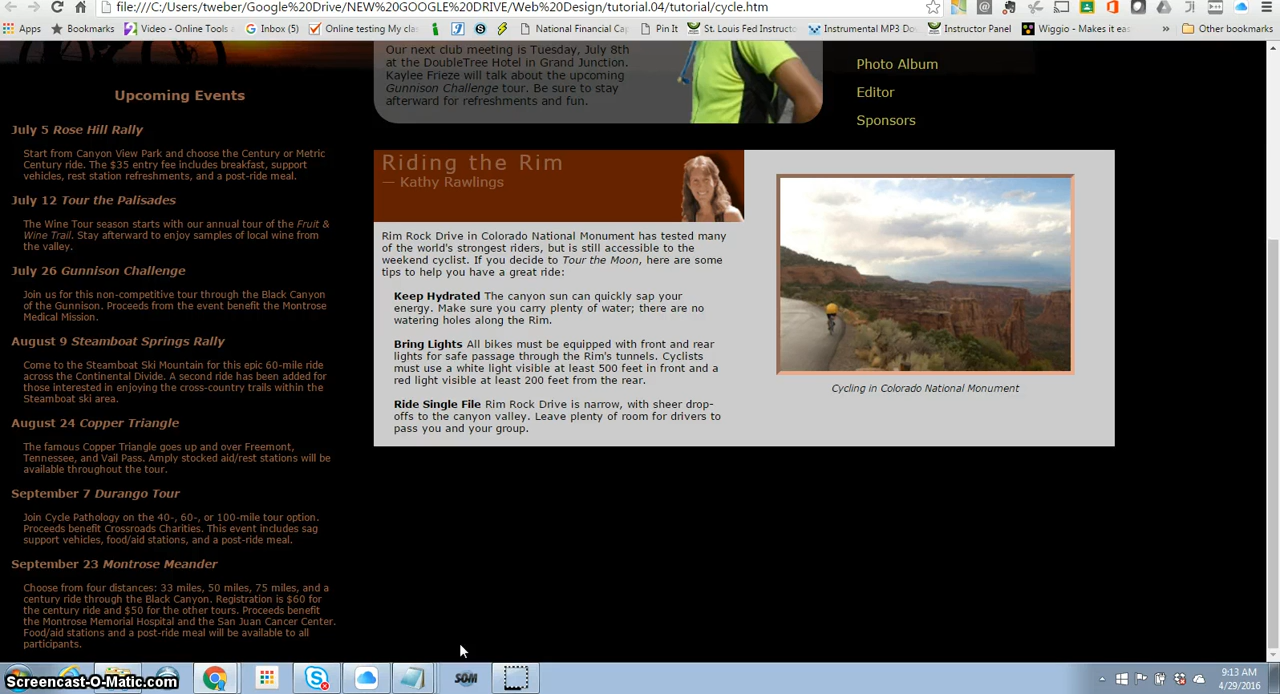 file:///C:/Users/tweber/Google%20Drive/NEW%20GOOGLE%20DRIVE/Web%20Design/tutorial.04/tutorial/cycle.htm
Apps Bookmarks Video - Online Tools Inbox (5) Online testing My cla National Financial Cap Pin It St. Louis Fed Instructo Instrumental MP3 Do Instructor Panel Wiggio - Makes it eas » Other bookmarks
Our next club meeting is Tuesday, July 8th
at the DoubleTree Hotel in Grand Junction.
Kaylee Frieze will talk about the upcoming
Gunnison Challenge tour. Be sure to stay
afterward for refreshments and fun.
Photo Album
Editor
Sponsors
Upcoming Events
July 5 Rose Hill Rally
Start from Canyon View Park and choose the Century or Metric
Century ride. The $35 entry fee includes breakfast, support
vehicles, rest station refreshments, and a post-ride meal.
July 12 Tour the Palisades
The Wine Tour season starts with our annual tour of the Fruit &
Wine Trail. Stay afterward to enjoy samples of local wine from
the valley.
July 26 Gunnison Challenge
Join us for this non-competitive tour through the Black Canyon
of the Gunnison. Proceeds from the event benefit the Montrose
Medical Mission.
August 9 Steamboat Springs Rally
Come to the Steamboat Ski Mountain for this epic 60-mile ride
across the Continental Divide. A second ride has been added for
those interested in enjoying the cross-country trails within the
Steamboat ski area.
August 24 Copper Triangle
The famous Copper Triangle goes up and over Freemont,
Tennessee, and Vail Pass. Amply stocked aid/rest stations will be
available throughout the tour.
September 7 Durango Tour
Join Cycle Pathology on the 40-, 60-, or 100-mile tour option.
Proceeds benefit Crossroads Charities. This event includes sag
support vehicles, food/aid stations, and a post-ride meal.
September 23 Montrose Meander
Choose from four distances: 33 miles, 50 miles, 75 miles, and a
century ride through the Black Canyon. Registration is $60 for
the century ride and $50 for the other tours. Proceeds benefit
the Montrose Memorial Hospital and the San Juan Cancer Center.
Food/aid stations and a post-ride meal will be available to all
participants.
Riding the Rim
— Kathy Rawlings
Rim Rock Drive in Colorado National Monument has tested many
of the world's strongest riders, but is still accessible to the
weekend cyclist. If you decide to Tour the Moon, here are some
tips to help you have a great ride:
Keep Hydrated The canyon sun can quickly sap your
energy. Make sure you carry plenty of water; there are no
watering holes along the Rim.
Bring Lights All bikes must be equipped with front and rear
lights for safe passage through the Rim's tunnels. Cyclists
must use a white light visible at least 500 feet in front and a
red light visible at least 200 feet from the rear.
Ride Single File Rim Rock Drive is narrow, with sheer drop-
offs to the canyon valley. Leave plenty of room for drivers to
pass you and your group.
Cycling in Colorado National Monument
SOM
Screencast-O-Matic.com
9:13 AM
4/29/2016